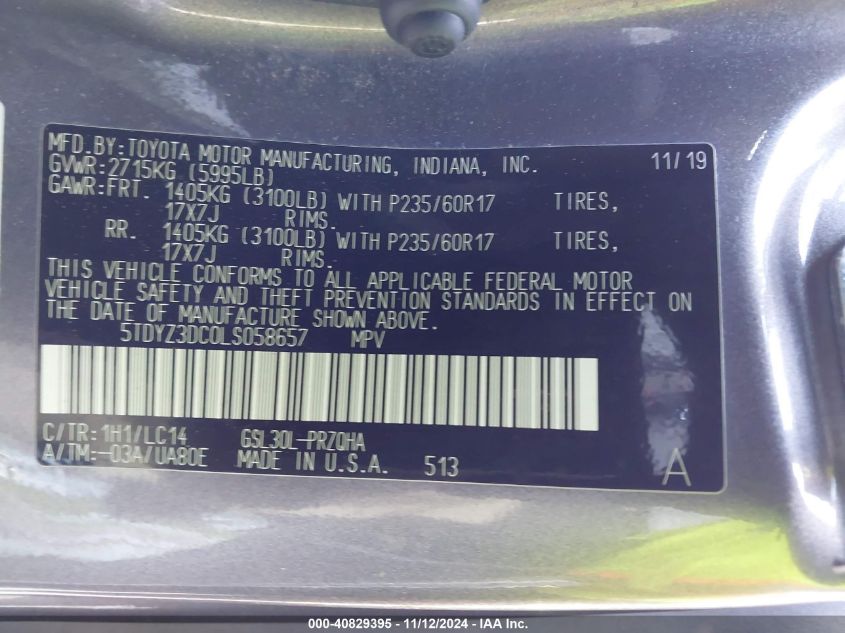 MFD.BY:TOYOTA MOTOR MANUFACTURING, INDIANA, INC. 11/19
GVWR:2715KG (5995LB)
GAWR:FRT. 1405KG (3100LB) WITH P235/60R17 TIRES,
17X7J RIMS.
RR. 1405KG (3100LB) WITH P235/60R17 TIRES,
17X7J RIMS.
THIS VEHICLE CONFORMS TO ALL APPLICABLE FEDERAL MOTOR
VEHICLE SAFETY AND THEFT PREVENTION STANDARDS IN EFFECT ON
THE DATE OF MANUFACTURE SHOWN ABOVE.
5TDYZ3DC0LS058657 MPV
C/TR:1H1/LC14 GSL30L-PRZQHA
A/TM:-03A/UA80E MADE IN U.S.A. 513 A
000-40829395 - 11/12/2024 - IAA Inc.